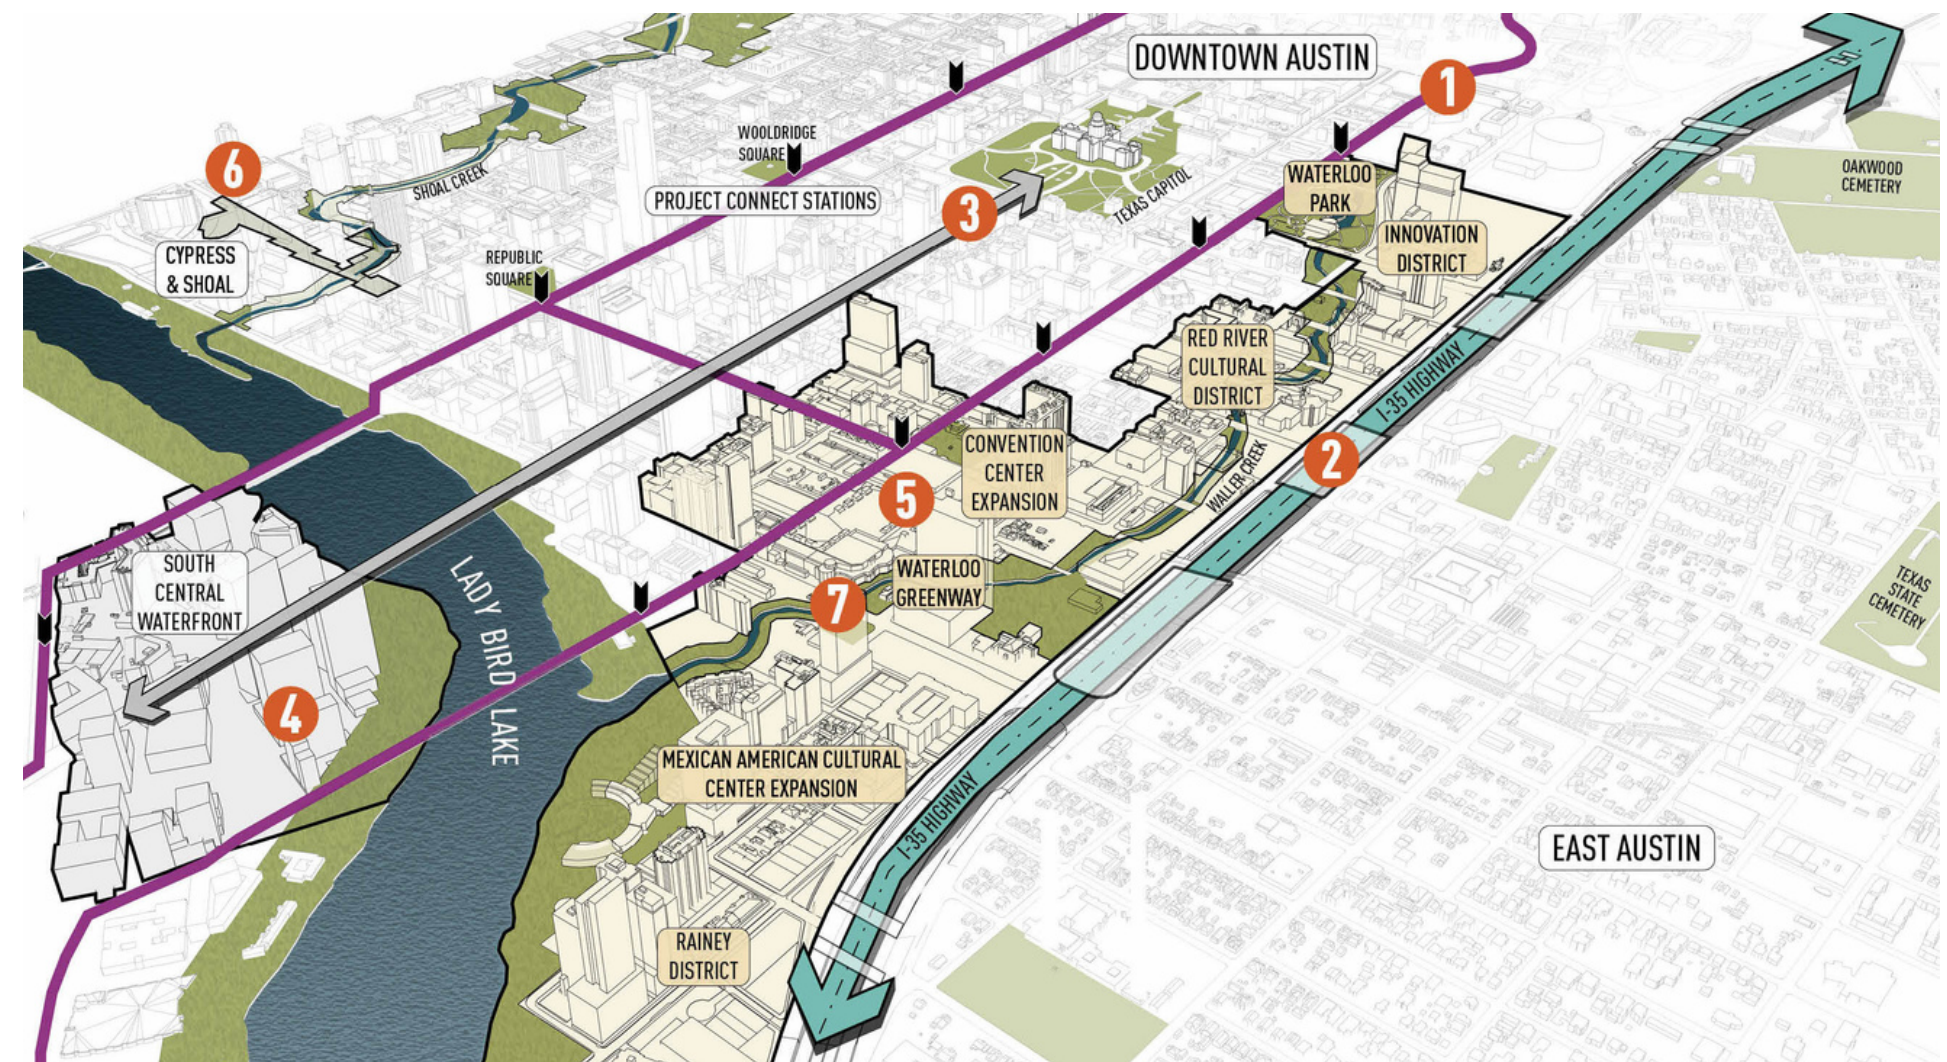 DOWNTOWN AUSTIN
1
WOOLDRIDGE
SQUARE
6
SHOAL CREEK
PROJECT CONNECT STATIONS
3
TEXAS CAPITOL
WATERLOO
PARK
OAKWOOD
CEMETERY
CYPRESS
& SHOAL
REPUBLIC
SQUARE
INNOVATION
DISTRICT
RED RIVER
CULTURAL
DISTRICT
I-35 HIGHWAY
CONVENTION
CENTER
EXPANSION
WALLER CREEK
2
5
SOUTH
CENTRAL
WATERFRONT
LADY BIRD LAKE
WATERLOO
GREENWAY
7
TEXAS
STATE
CEMETERY
4
MEXICAN AMERICAN CULTURAL
CENTER EXPANSION
I-35 HIGHWAY
EAST AUSTIN
RAINEY
DISTRICT